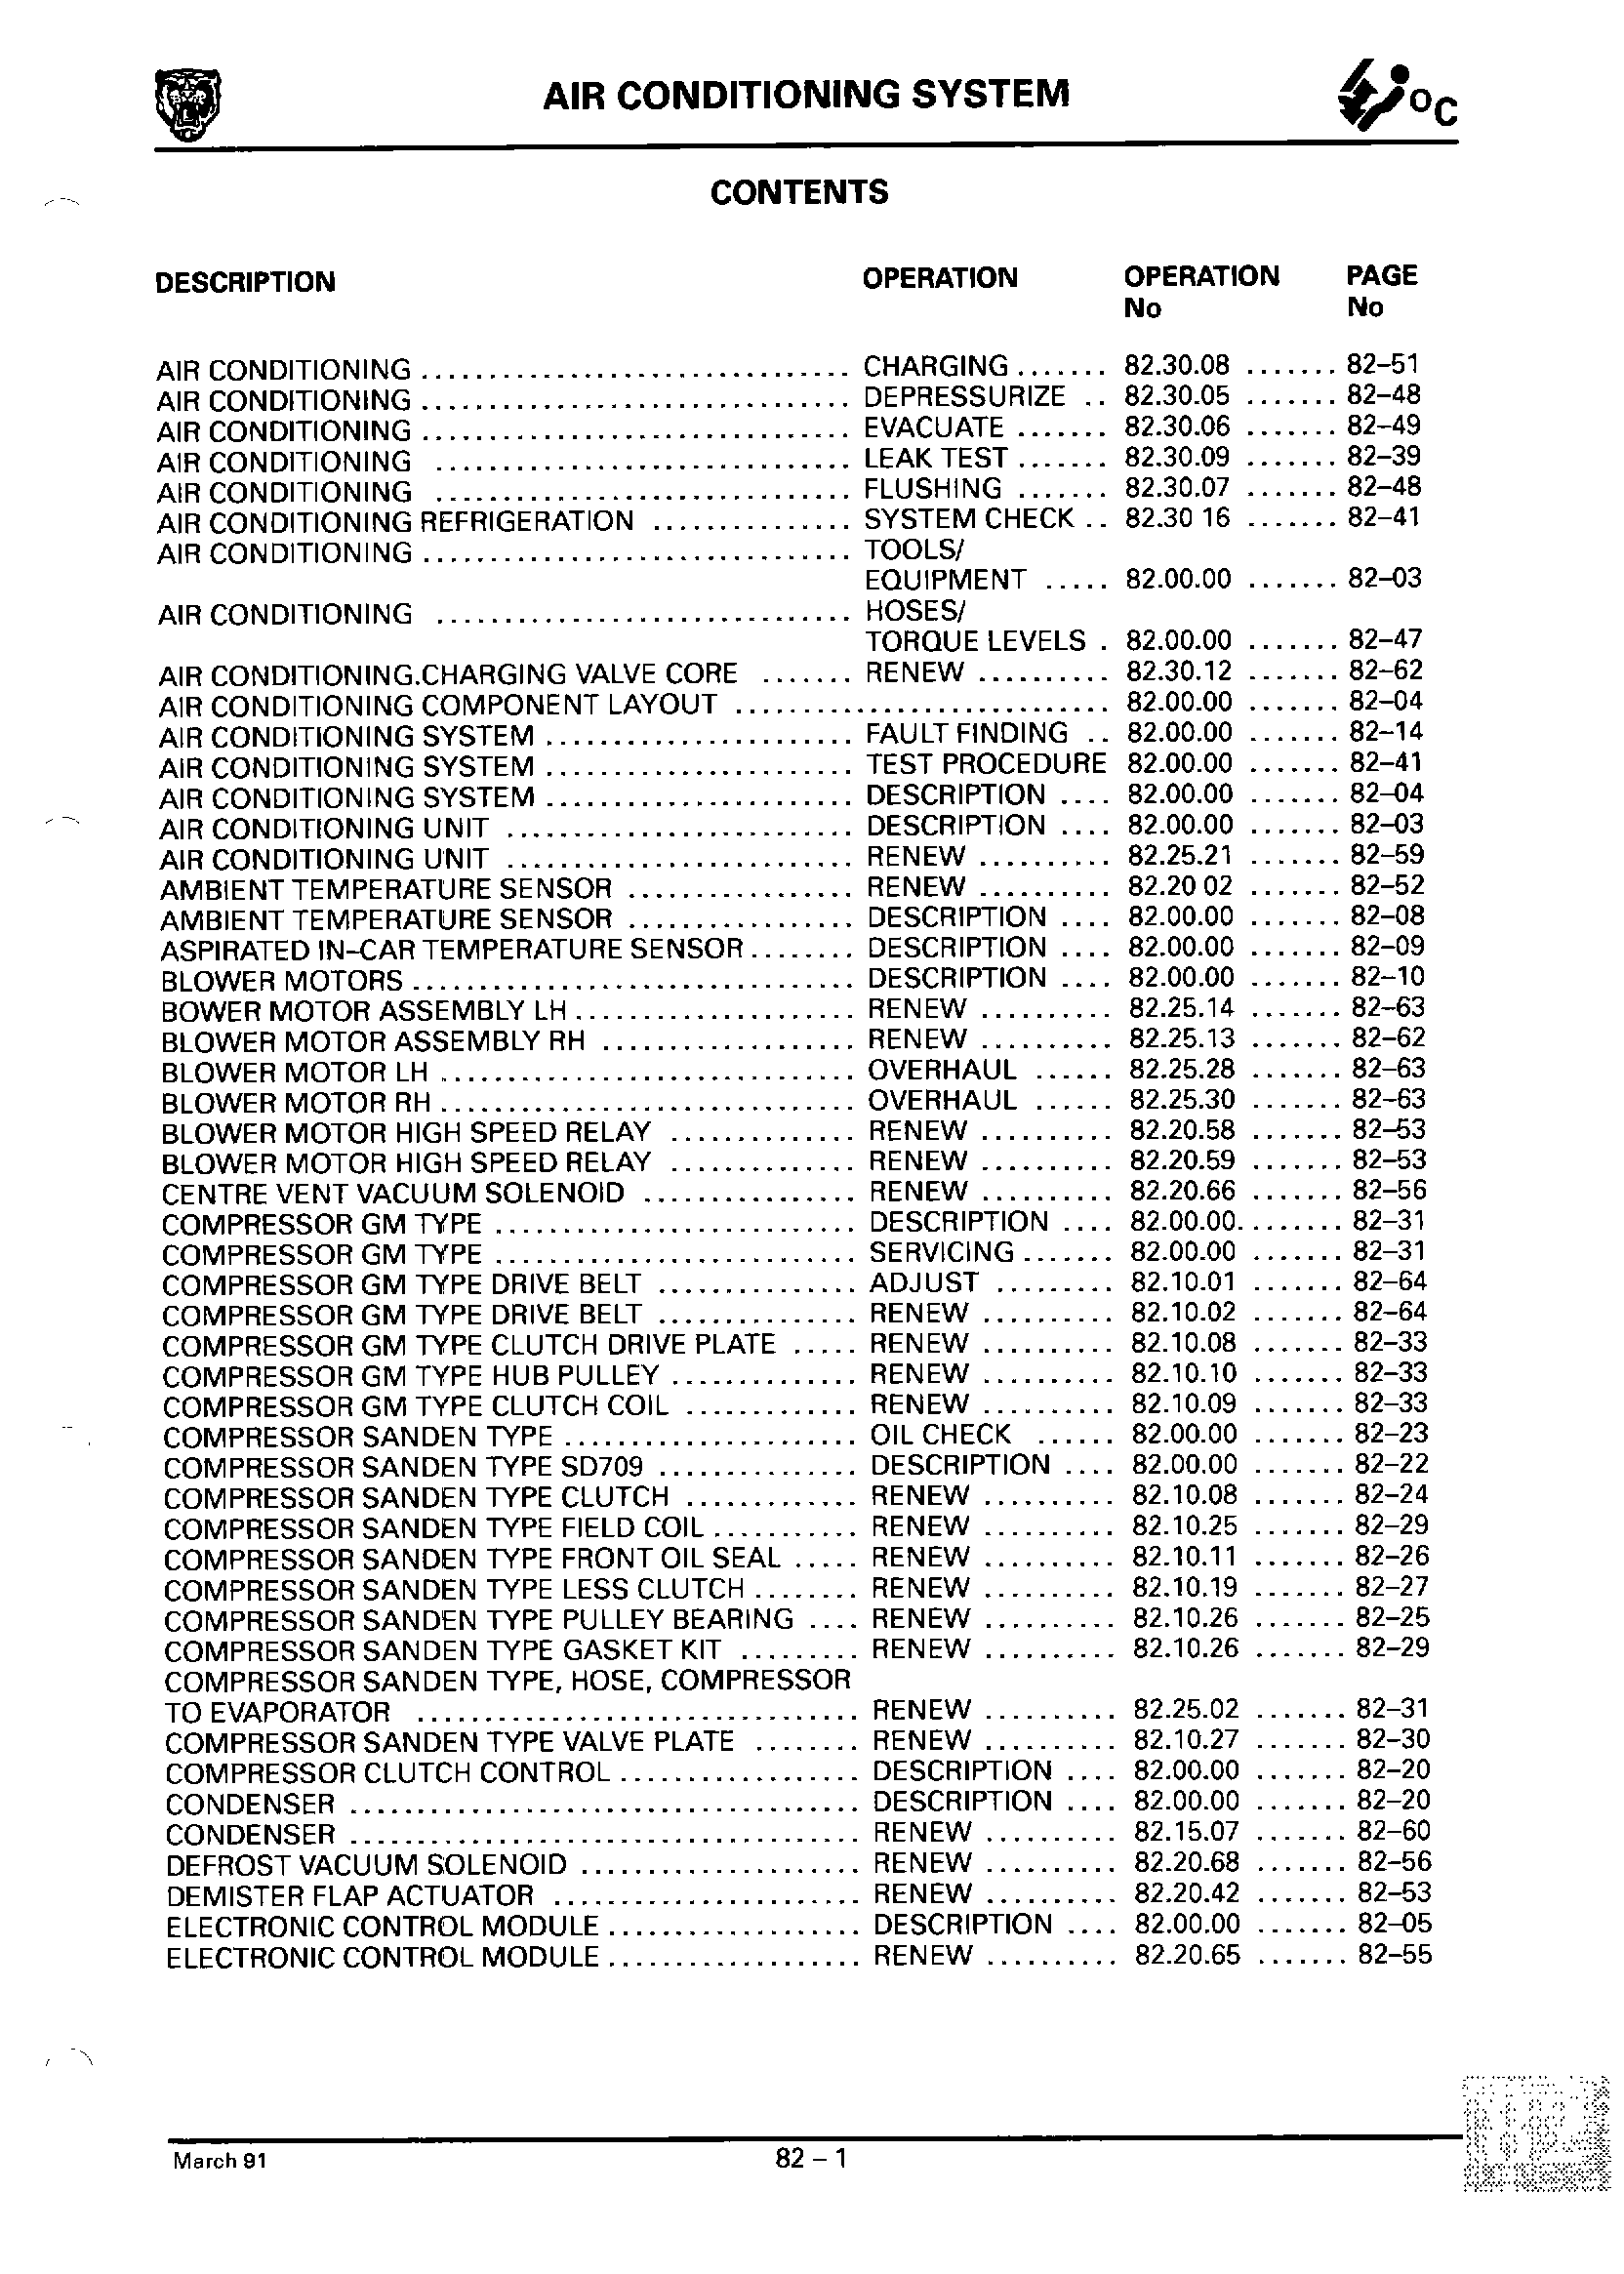 AIR CONDITIONING SYSTEM
oC
CONTENTS
DESCRIPTION OPERATION OPERATION PAGE
No No
AIR CONDITIONING ................................ CHARGING ....... 82.30.08 ....... 82–51
AIR CONDITIONING ................................ DEPRESSURIZE .. 82.30.05 ....... 82–48
AIR CONDITIONING ................................ EVACUATE ....... 82.30.06 ....... 82–49
AIR CONDITIONING ............................... LEAK TEST ....... 82.30.09 ....... 82–39
AIR CONDITIONING ............................... FLUSHING ....... 82.30.07 ....... 82–48
AIR CONDITIONING REFRIGERATION ............... SYSTEM CHECK .. 82.30 16 ....... 82–41
AIR CONDITIONING ................................ TOOLS/
EQUIPMENT ..... 82.00.00 ....... 82–03
AIR CONDITIONING ............................... HOSES/
TORQUE LEVELS . 82.00.00 ....... 82–47
AIR CONDITIONING.CHARGING VALVE CORE ....... RENEW .......... 82.30.12 ....... 82–62
AIR CONDITIONING COMPONENT LAYOUT ............................ 82.00.00 ....... 82–04
AIR CONDITIONING SYSTEM ....................... FAULT FINDING .. 82.00.00 ....... 82–14
AIR CONDITIONING SYSTEM ....................... TEST PROCEDURE 82.00.00 ....... 82–41
AIR CONDITIONING SYSTEM ....................... DESCRIPTION .... 82.00.00 ....... 82–04
AIR CONDITIONING UNIT .......................... DESCRIPTION .... 82.00.00 ....... 82–03
AIR CONDITIONING UNIT .......................... RENEW .......... 82.25.21 ....... 82–59
AMBIENT TEMPERATURE SENSOR ................. RENEW .......... 82.20 02 ....... 82–52
AMBIENT TEMPERATURE SENSOR ................. DESCRIPTION .... 82.00.00 ....... 82–08
ASPIRATED IN–CAR TEMPERATURE SENSOR ........ DESCRIPTION .... 82.00.00 ....... 82–09
BLOWER MOTORS ................................. DESCRIPTION .... 82.00.00 ....... 82–10
BOWER MOTOR ASSEMBLY LH ..................... RENEW .......... 82.25.14 ....... 82–63
BLOWER MOTOR ASSEMBLY RH ................... RENEW .......... 82.25.13 ....... 82–62
BLOWER MOTOR LH ............................... OVERHAUL ...... 82.25.28 ....... 82–63
BLOWER MOTOR RH ............................... OVERHAUL ...... 82.25.30 ....... 82–63
BLOWER MOTOR HIGH SPEED RELAY .............. RENEW .......... 82.20.58 ....... 82–53
BLOWER MOTOR HIGH SPEED RELAY .............. RENEW .......... 82.20.59 ....... 82–53
CENTRE VENT VACUUM SOLENOID ................ RENEW .......... 82.20.66 ....... 82–56
COMPRESSOR GM TYPE ........................... DESCRIPTION .... 82.00.00. ....... 82–31
COMPRESSOR GM TYPE ........................... SERVICING ....... 82.00.00 ....... 82–31
COMPRESSOR GM TYPE DRIVE BELT ............... ADJUST ......... 82.10.01 ....... 82–64
COMPRESSOR GM TYPE DRIVE BELT ............... RENEW .......... 82.10.02 ....... 82–64
COMPRESSOR GM TYPE CLUTCH DRIVE PLATE ..... RENEW .......... 82.10.08 ....... 82–33
COMPRESSOR GM TYPE HUB PULLEY .............. RENEW .......... 82.10.10 ....... 82–33
COMPRESSOR GM TYPE CLUTCH COIL ............. RENEW .......... 82.10.09 ....... 82–33
COMPRESSOR SANDEN TYPE ...................... OIL CHECK ...... 82.00.00 ....... 82–23
COMPRESSOR SANDEN TYPE SD709 ............... DESCRIPTION .... 82.00.00 ....... 82–22
COMPRESSOR SANDEN TYPE CLUTCH ............. RENEW .......... 82.10.08 ....... 82–24
COMPRESSOR SANDEN TYPE FIELD COIL ........... RENEW .......... 82.10.25 ....... 82–29
COMPRESSOR SANDEN TYPE FRONT OIL SEAL ..... RENEW .......... 82.10.11 ....... 82–26
COMPRESSOR SANDEN TYPE LESS CLUTCH ........ RENEW .......... 82.10.19 ....... 82–27
COMPRESSOR SANDEN TYPE PULLEY BEARING .... RENEW .......... 82.10.26 ....... 82–25
COMPRESSOR SANDEN TYPE GASKET KIT ......... RENEW .......... 82.10.26 ....... 82–29
COMPRESSOR SANDEN TYPE, HOSE, COMPRESSOR
TO EVAPORATOR ................................. RENEW .......... 82.25.02 ....... 82–31
COMPRESSOR SANDEN TYPE VALVE PLATE ........ RENEW .......... 82.10.27 ....... 82–30
COMPRESSOR CLUTCH CONTROL .................. DESCRIPTION .... 82.00.00 ....... 82–20
CONDENSER ...................................... DESCRIPTION .... 82.00.00 ....... 82–20
CONDENSER ...................................... RENEW .......... 82.15.07 ....... 82–60
DEFROST VACUUM SOLENOID ..................... RENEW .......... 82.20.68 ....... 82–56
DEMISTER FLAP ACTUATOR ....................... RENEW .......... 82.20.42 ....... 82–53
ELECTRONIC CONTROL MODULE ................... DESCRIPTION .... 82.00.00 ....... 82–05
ELECTRONIC CONTROL MODULE ................... RENEW .......... 82.20.65 ....... 82–55
March 91 82 – 1